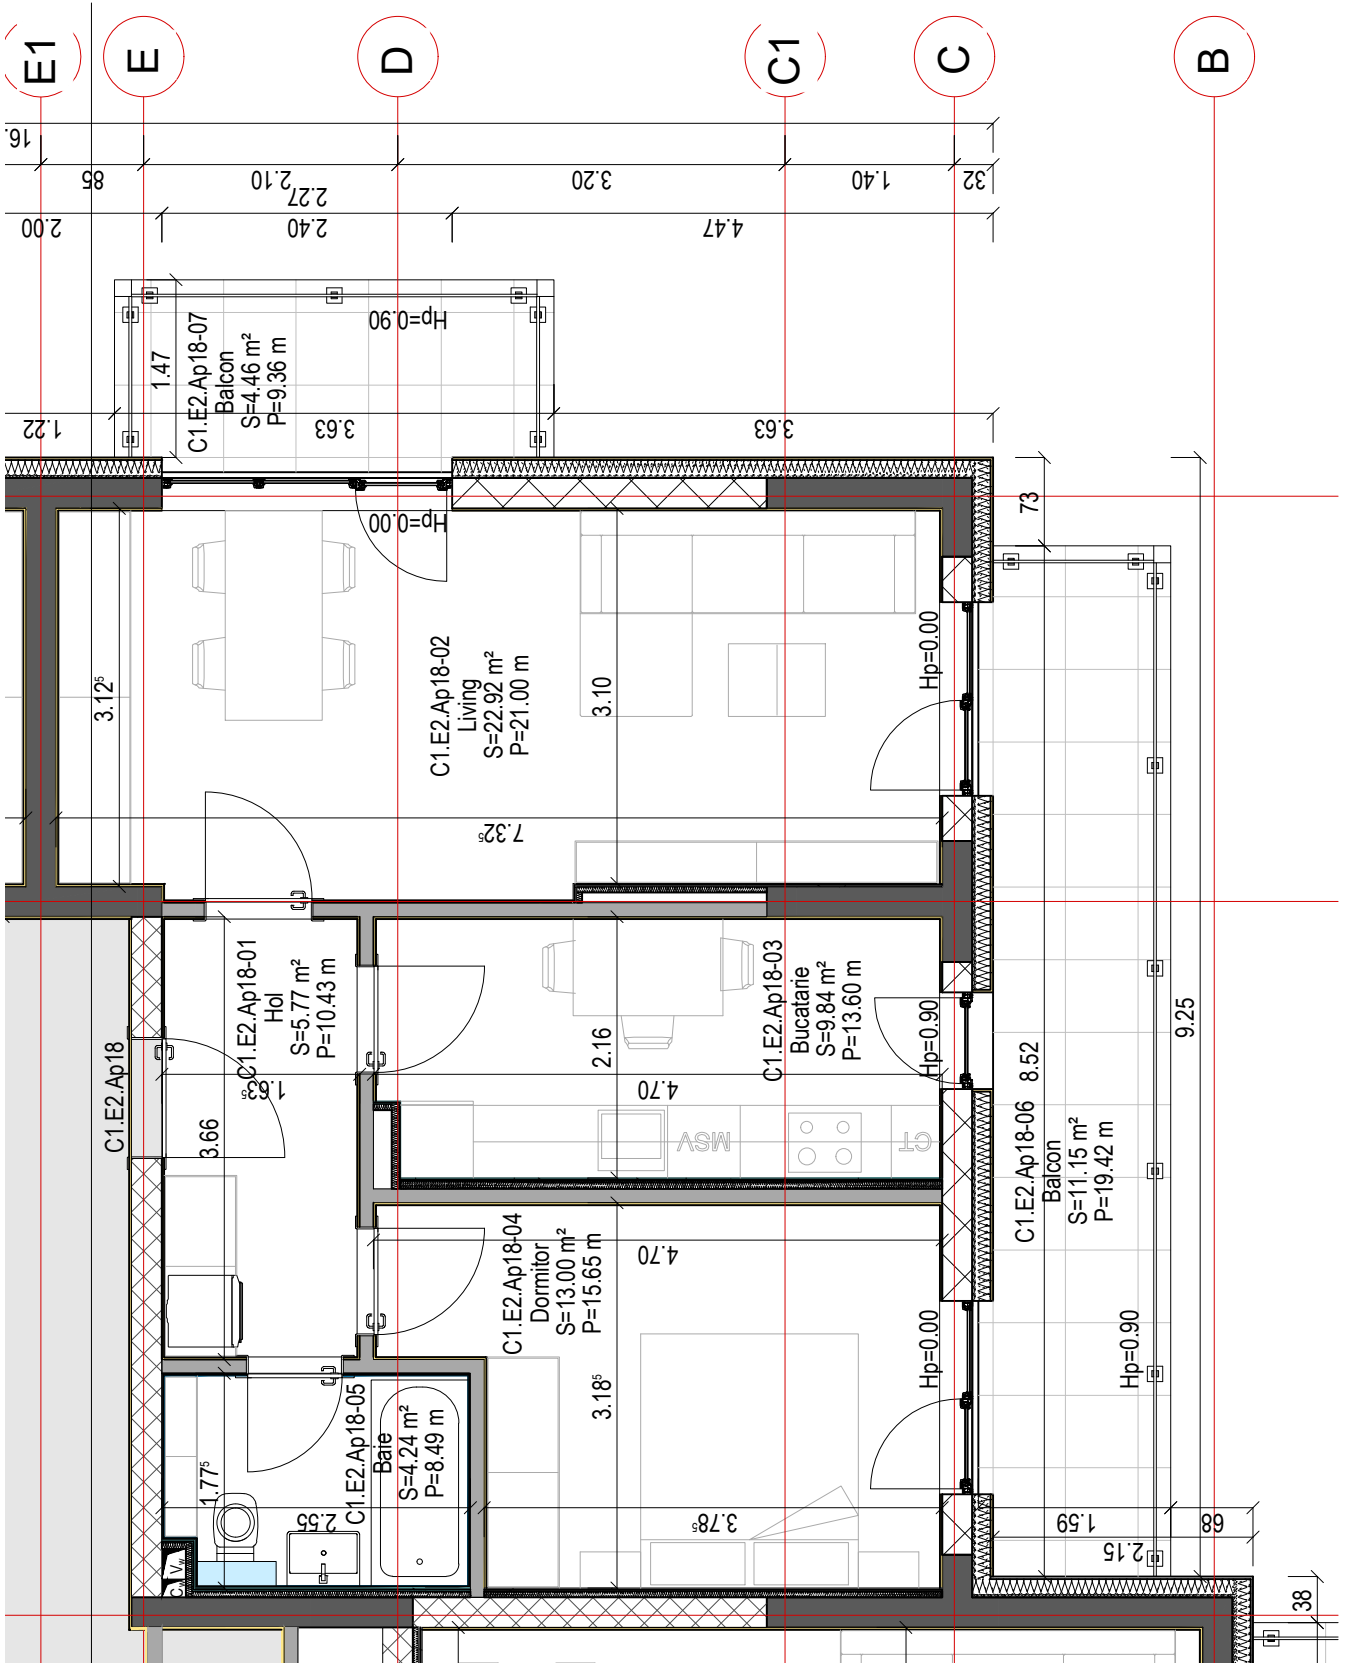 E1
E
D
C1
C
B
16.
85
2.10
3.20
1.40
32
2.27
2.00
2.40
4.47
Hp=0.90
1.47
C1.E2.Ap18-07
Balcon
S=4.46 m²
P=9.36 m
1.22
3.63
3.63
73
Hp=0.00
3.12⁵
C1.E2.Ap18-02
Living
S=22.92 m²
P=21.00 m
3.10
Hp=0.00
7.32⁵
C1.E2.Ap18
C1.E2.Ap18-01
Hol
S=5.77 m²
P=10.43 m
1.63⁵
3.66
2.16
C1.E2.Ap18-03
Bucatarie
S=9.84 m²
P=13.60 m
Hp=0.90
4.70
MSV
CT
8.52
9.25
C1.E2.Ap18-06
Balcon
S=11.15 m²
P=19.42 m
C1.E2.Ap18-04
Dormitor
S=13.00 m²
P=15.65 m
4.70
3.18⁵
Hp=0.00
Hp=0.90
C1.E2.Ap18-05
Baie
S=4.24 m²
P=8.49 m
1.77⁵
2.55
3.78⁵
1.59
68
2.15
38